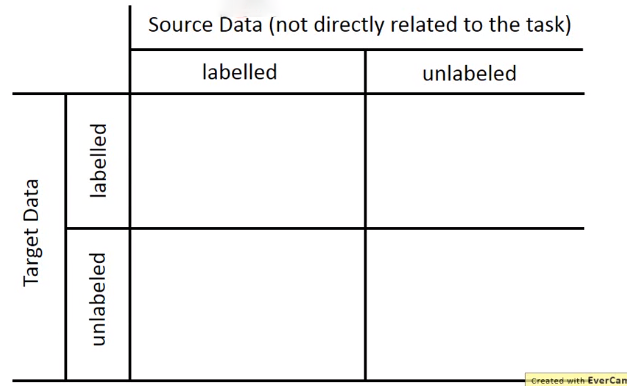 Source Data (not directly related to the task)
labelled
unlabeled
Target Data
labelled
unlabeled
Created with EverCam